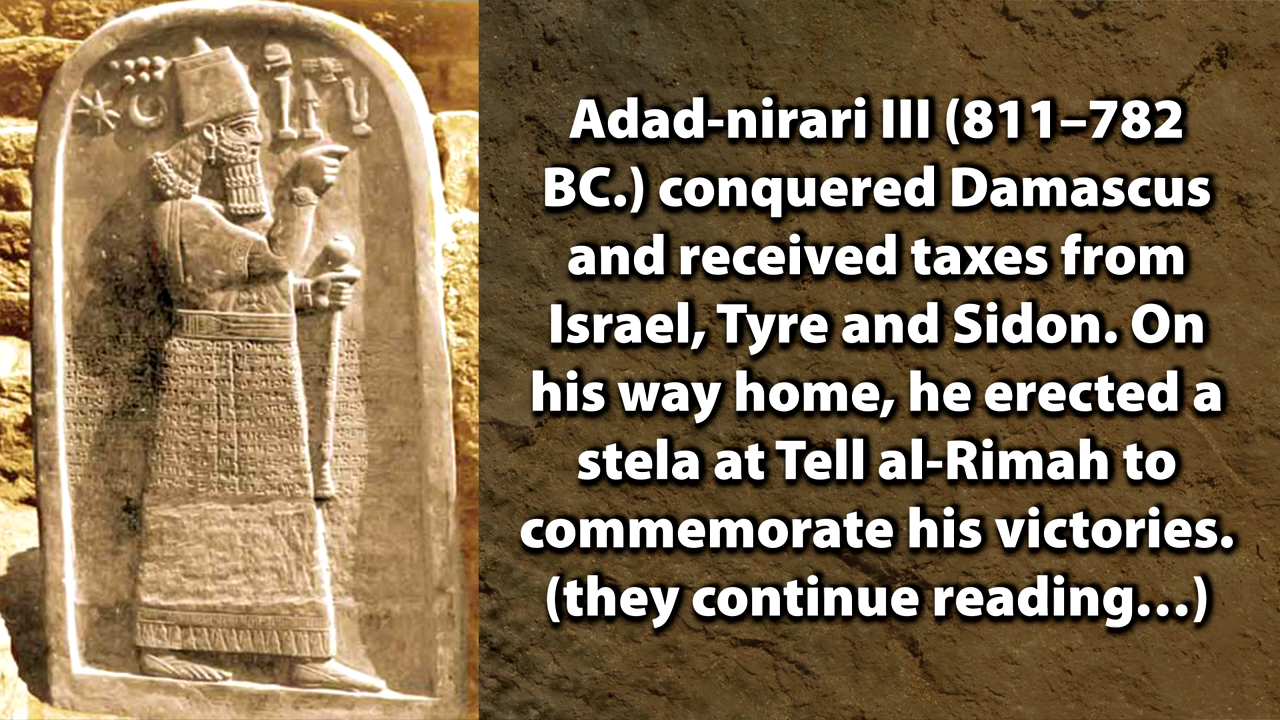 Adad-nirari III (811–782
BC.) conquered Damascus
and received taxes from
Israel, Tyre and Sidon. On
his way home, he erected a
stela at Tell al-Rimah to
commemorate his victories.
(they continue reading…)